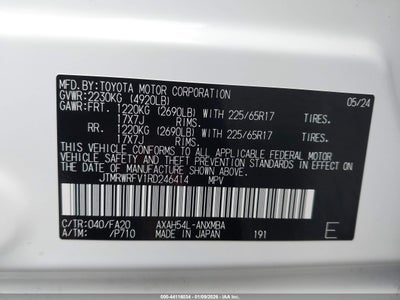 MFD.BY:TOYOTA MOTOR CORPORATION 05/24
GVWR: 2230KG (4920LB)
GAWR:FRT. 1220KG (2690LB) WITH 225/65R17 TIRES.
17X7J RIMS.
RR. 1220KG (2690LB) WITH 225/65R17 TIRES.
17X7J RIMS.
THIS VEHICLE CONFORMS TO ALL APPLICABLE FEDERAL MOTOR
VEHICLE SAFETY, BUMPER, AND THEFT PREVENTION
STANDARDS IN EFFECT ON THE DATE OF MANUFACTURE
JTMRWRFV1RD246414 MPV
C/TR:040/FA20 AXAH54L-ANXMBA
A/TM: /P710 MADE IN JAPAN 191 E
000-44116034 - 01/09/2026 - IAA Inc.